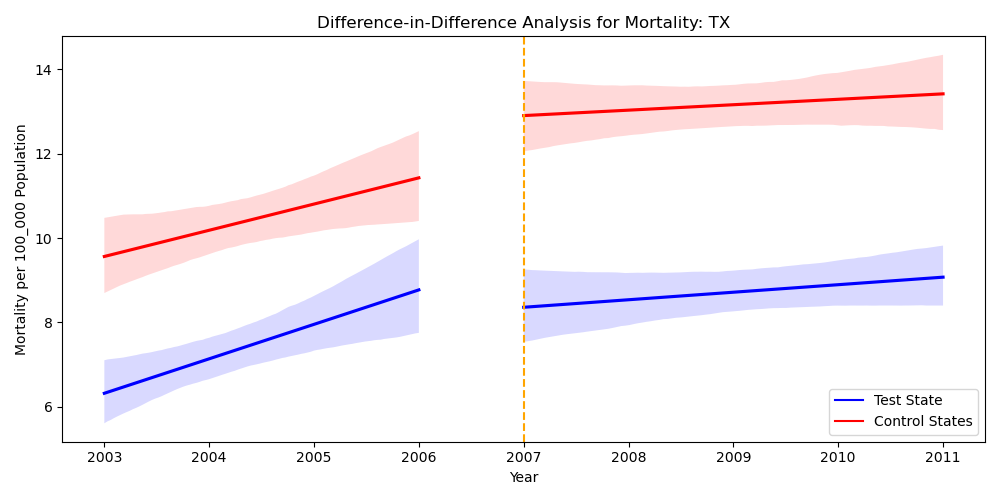 Difference-in-Difference Analysis for Mortality: TX
Mortality per 100_000 Population
14
12
10
8
6
2003 2004 2005 2006 2007 2008 2009 2010 2011
Year
Test State
Control States